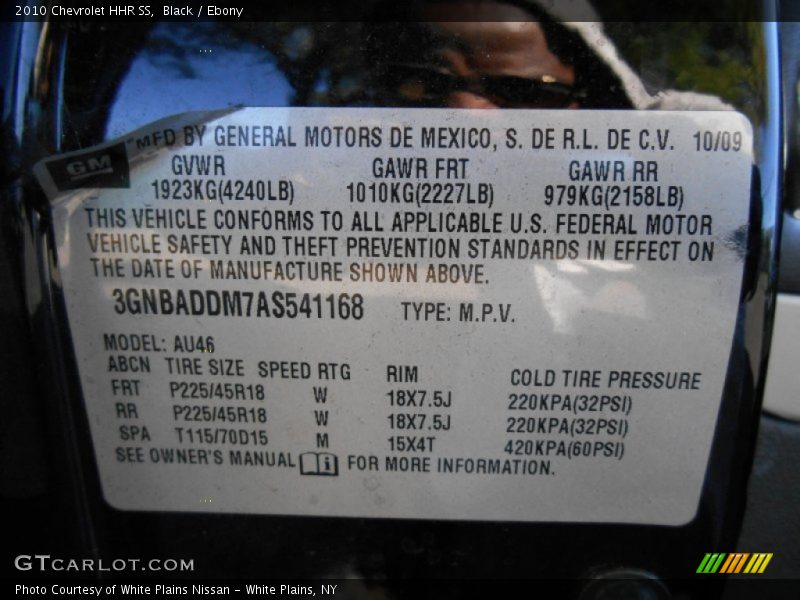 2010 Chevrolet HHR SS, Black / Ebony
MFD BY GENERAL MOTORS DE MEXICO, S. DE R.L. DE C.V. 10/09
GM
GVWR GAWR FRT GAWR RR
1923KG(4240LB) 1010KG(2227LB) 979KG(2158LB)
THIS VEHICLE CONFORMS TO ALL APPLICABLE U.S. FEDERAL MOTOR
VEHICLE SAFETY AND THEFT PREVENTION STANDARDS IN EFFECT ON
THE DATE OF MANUFACTURE SHOWN ABOVE.
3GNBADDM7AS541168 TYPE: M.P.V.
MODEL: AU46
ABCN TIRE SIZE SPEED RTG RIM COLD TIRE PRESSURE
FRT P225/45R18 W 18X7.5J 220KPA(32PSI)
RR P225/45R18 W 18X7.5J 220KPA(32PSI)
SPA T115/70D15 M 15X4T 420KPA(60PSI)
SEE OWNER'S MANUAL i FOR MORE INFORMATION.
GTCARLOT.COM
Photo Courtesy of White Plains Nissan - White Plains, NY